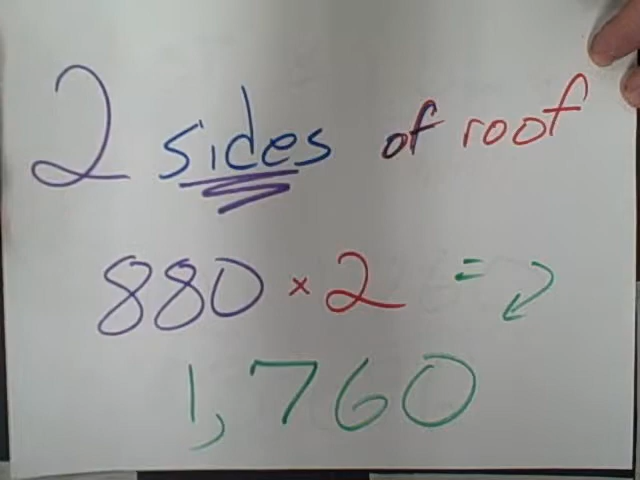 2 sides of roof
880 × 2 =
1,760